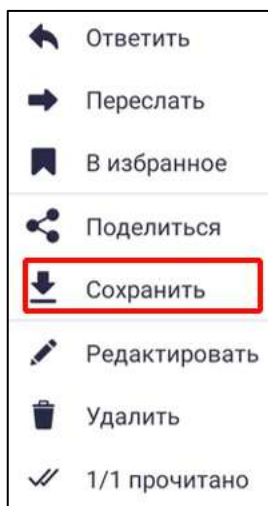 Ответить
Переслать
В избранное
Поделиться
Сохранить
Редактировать
Удалить
1/1 прочитано